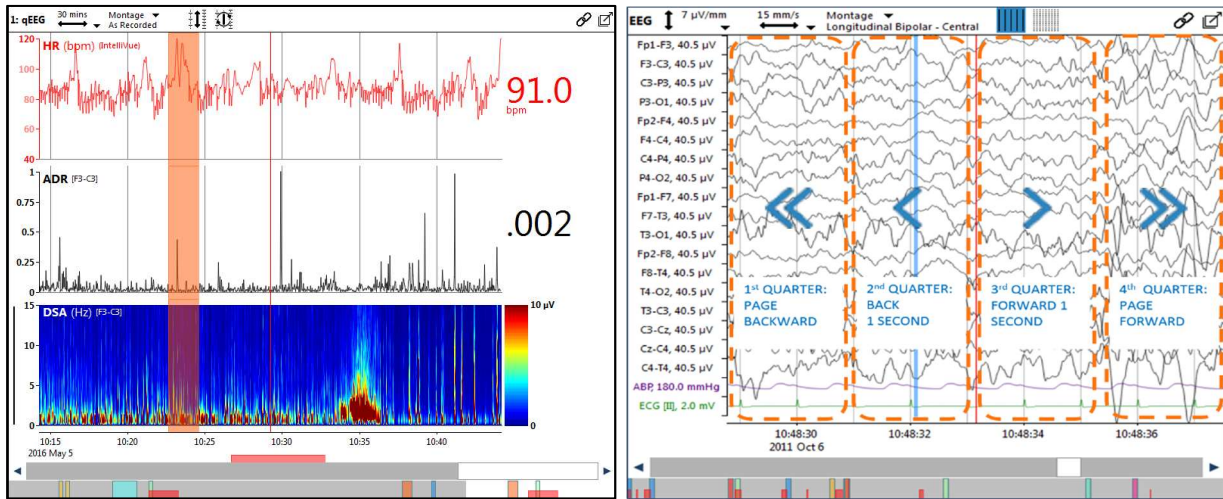 1: qEEG
30 mins
Montage
As Recorded
HR (bpm) (IntelliVue)
120
100
80
60
40
91.0
bpm
ADR [F3-C3]
1
0.75
0.5
0.25
0
.002
DSA (Hz) [F3-C3]
15
10
5
0
10 µV
0
10:15
10:20
10:25
10:30
10:35
10:40
2016 May 5
EEG
7 µV/mm
15 mm/s
Montage
Longitudinal Bipolar - Central
Fp1-F3, 40.5 µV
F3-C3, 40.5 µV
C3-P3, 40.5 µV
P3-O1, 40.5 µV
Fp2-F4, 40.5 µV
F4-C4, 40.5 µV
C4-P4, 40.5 µV
P4-O2, 40.5 µV
Fp1-F7, 40.5 µV
F7-T3, 40.5 µV
T3-O1, 40.5 µV
Fp2-F8, 40.5 µV
F8-T4, 40.5 µV
T4-O2, 40.5 µV
T3-C3, 40.5 µV
C3-Cz, 40.5 µV
Cz-C4, 40.5 µV
C4-T4, 40.5 µV
ABP, 180.0 mmHg
ECG [II], 2.0 mV
1st QUARTER:
PAGE
BACKWARD
2nd QUARTER:
BACK
1 SECOND
3rd QUARTER:
FORWARD 1
SECOND
4th QUARTER:
PAGE
FORWARD
10:48:30
10:48:32
10:48:34
10:48:36
2011 Oct 6